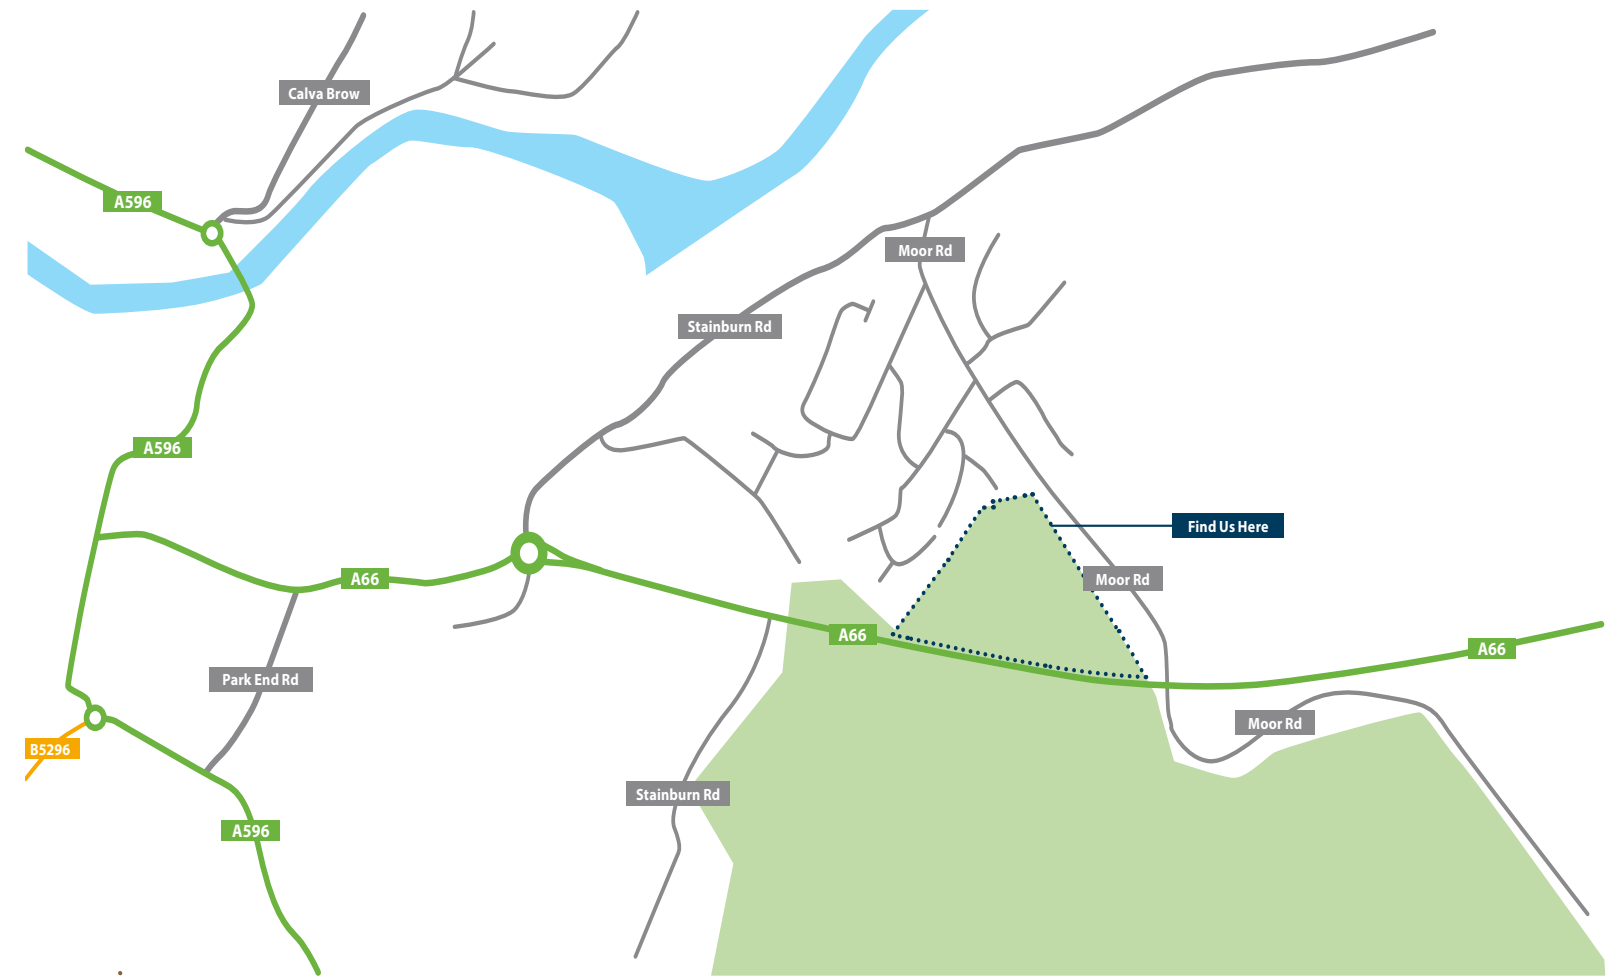 Calva Brow
A596
Moor Rd
Stainburn Rd
A596
Find Us Here
A66
Moor Rd
A66
A66
Park End Rd
Moor Rd
B5296
Stainburn Rd
A596